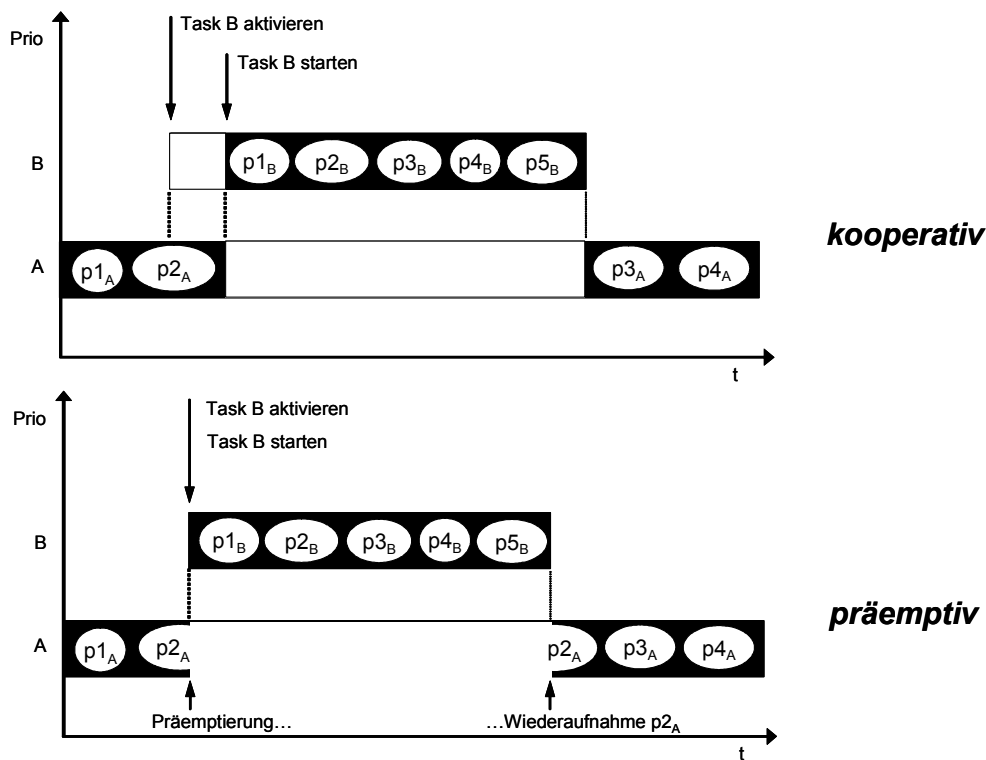 Task B aktivieren
Prio
Task B starten
B
p1B p2B p3B p4B p5B
kooperativ
A
p1A p2A p3A p4A
t
Task B aktivieren
Prio
Task B starten
B
p1B p2B p3B p4B p5B
präemptiv
A
p1A p2A p2A p3A p4A
Präemptierung… …Wiederaufnahme p2A
t